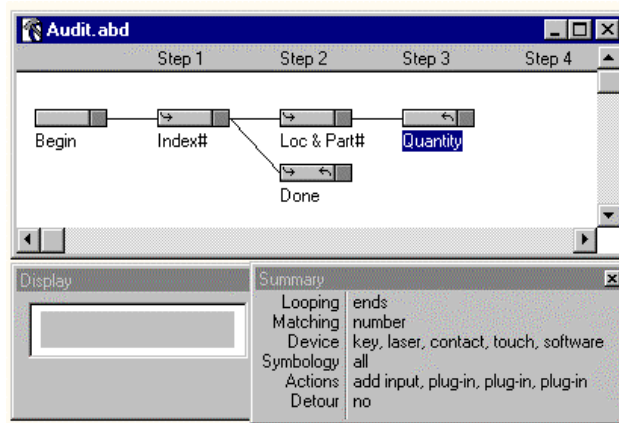 Audit.abd
Step 1 Step 2 Step 3 Step 4
Begin Index# Loc & Part# Quantity
Done
Display
Summary
Looping ends
Matching number
Device key, laser, contact, touch, software
Symbology all
Actions add input, plug-in, plug-in, plug-in
Detour no